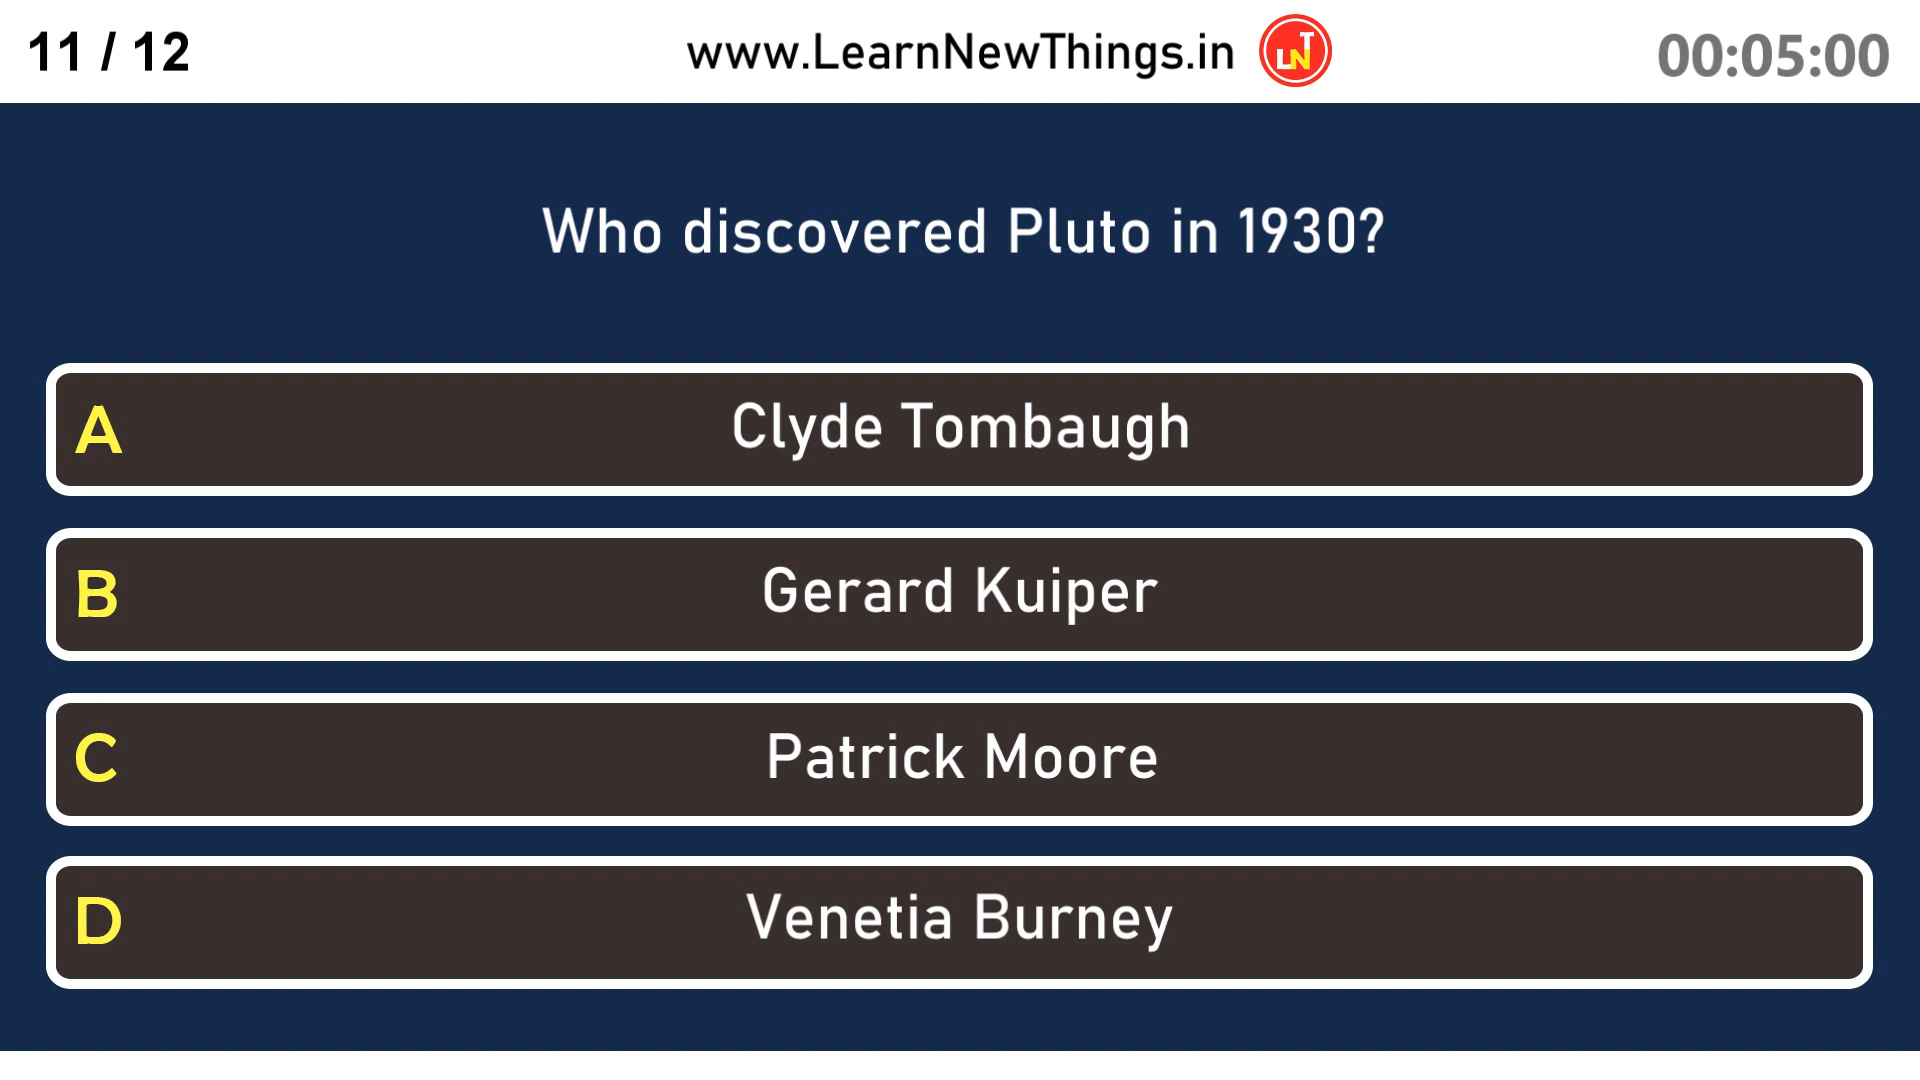 11 / 12
www.LearnNewThings.in
LNT
00:05:00
Who discovered Pluto in 1930?
A
Clyde Tombaugh
B
Gerard Kuiper
C
Patrick Moore
D
Venetia Burney